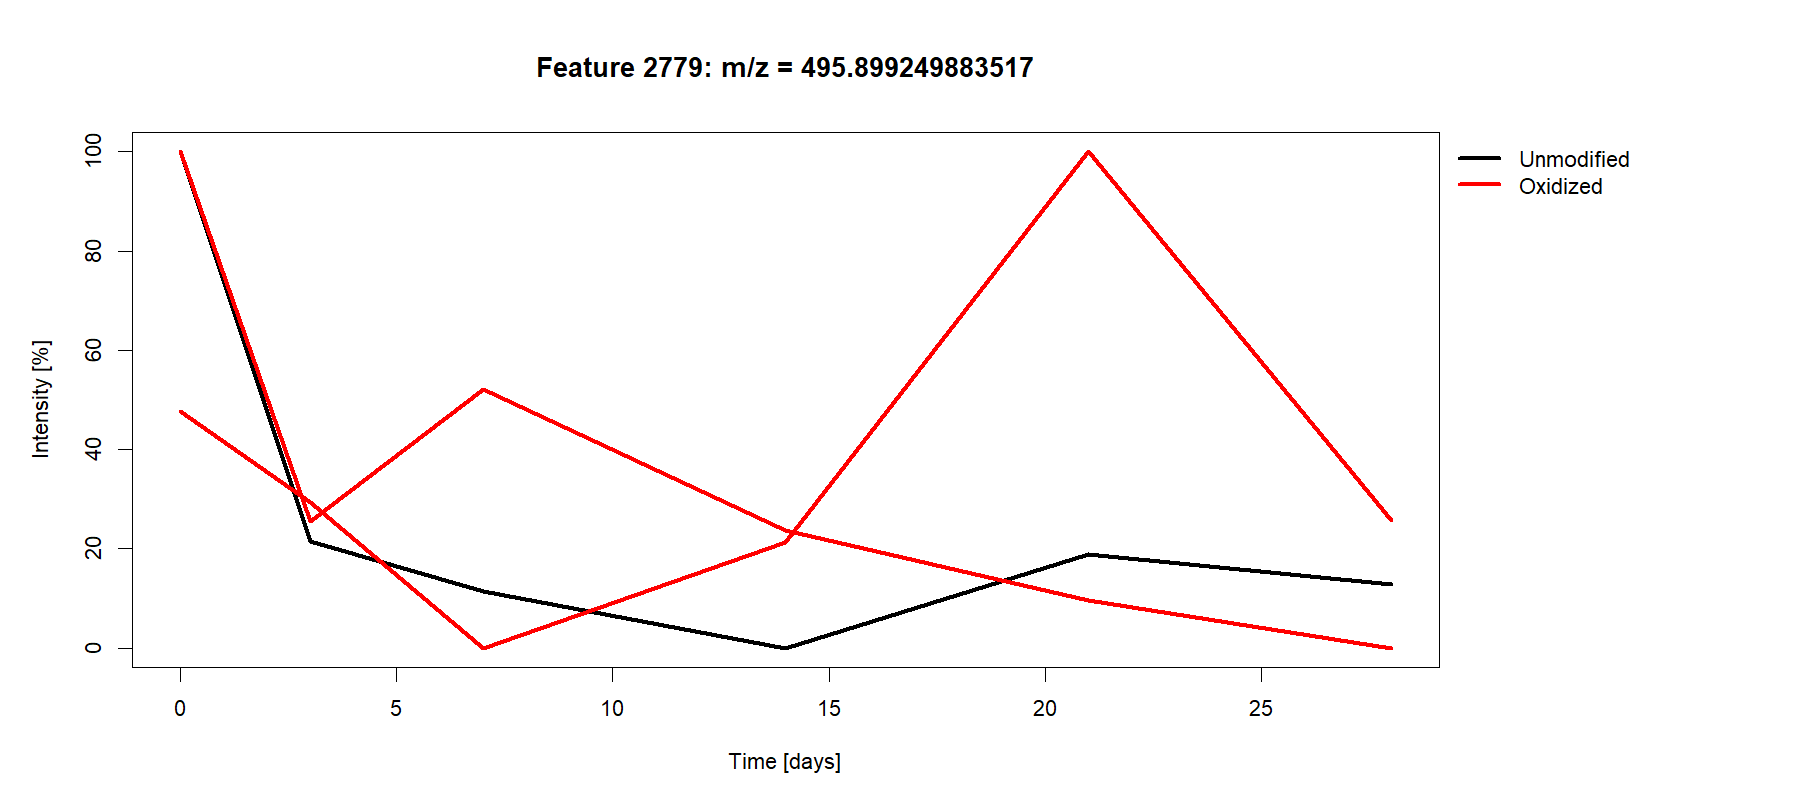 Feature 2779: m/z = 495.899249883517
Unmodified
Oxidized
Intensity [%]
100
80
60
40
20
0
0 5 10 15 20 25
Time [days]